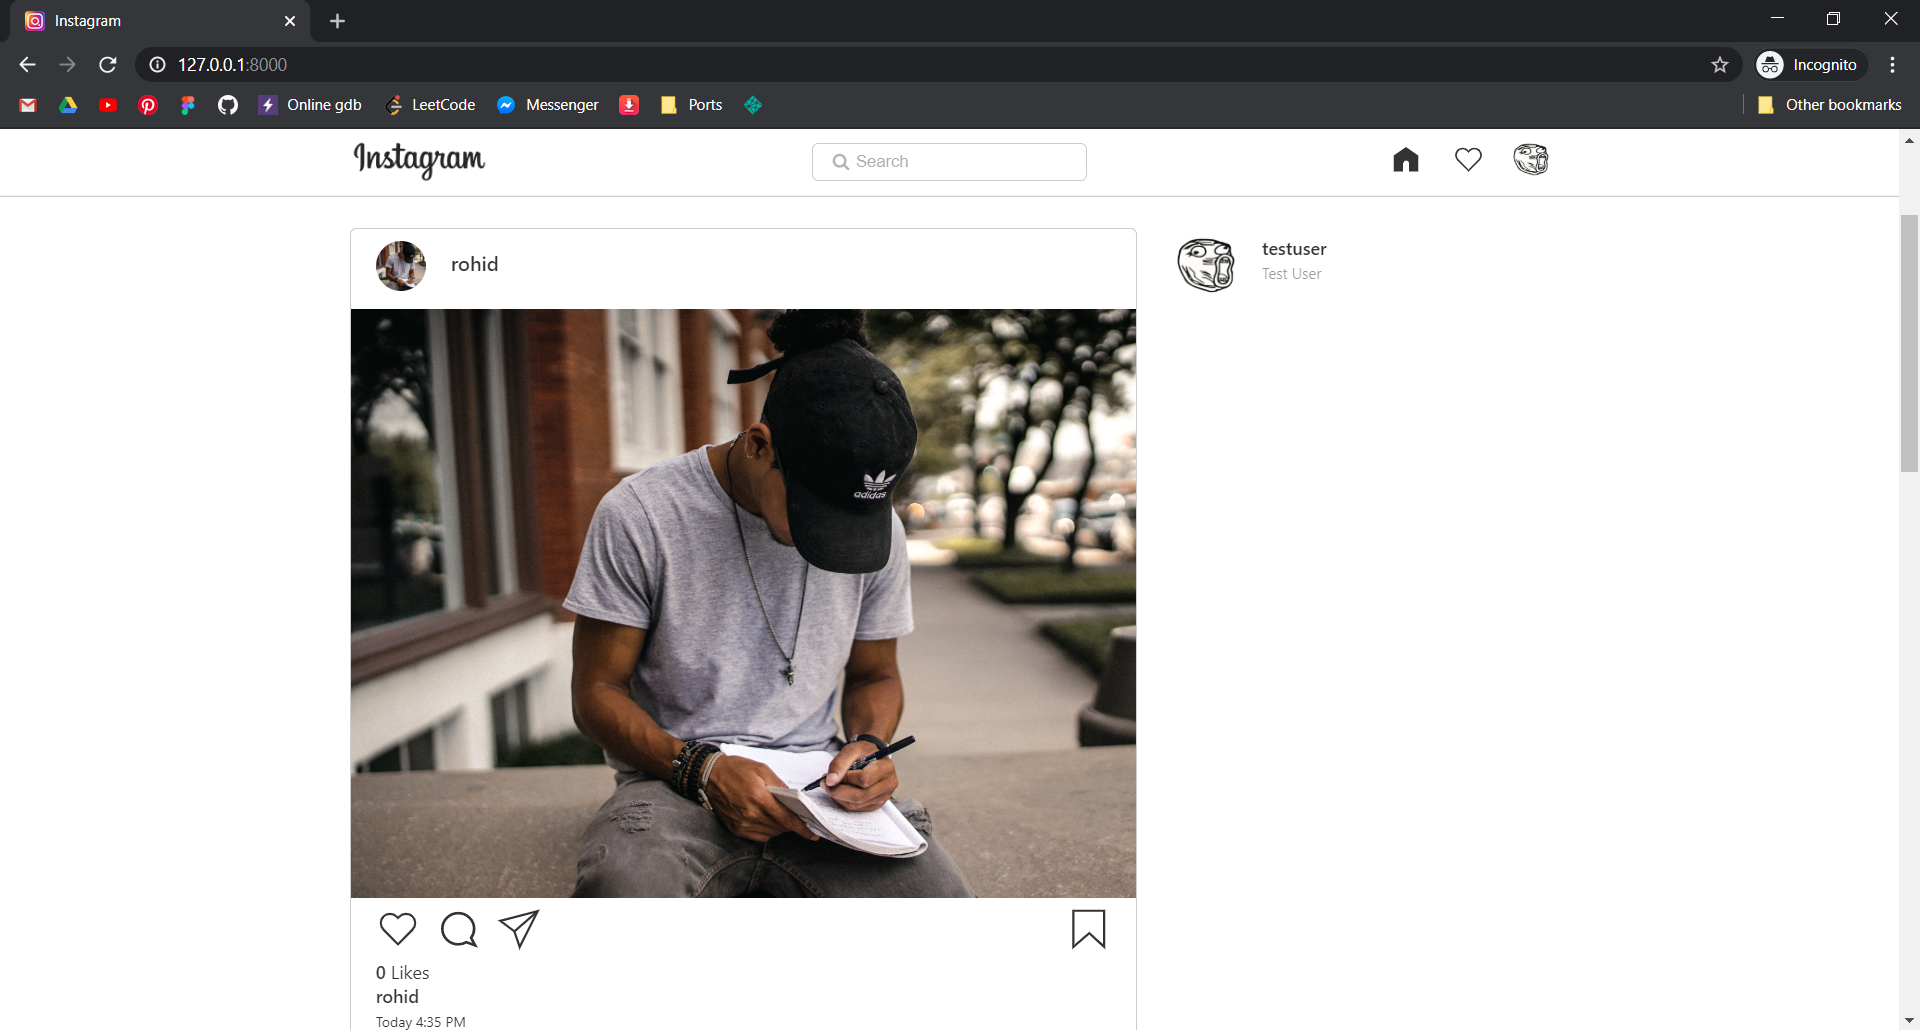 Instagram
127.0.0.1:8000
Incognito
Online gdb
LeetCode
Messenger
Ports
Other bookmarks
Instagram
Search
rohid
testuser
Test User
adidas
0 Likes
rohid
Today 4:35 PM